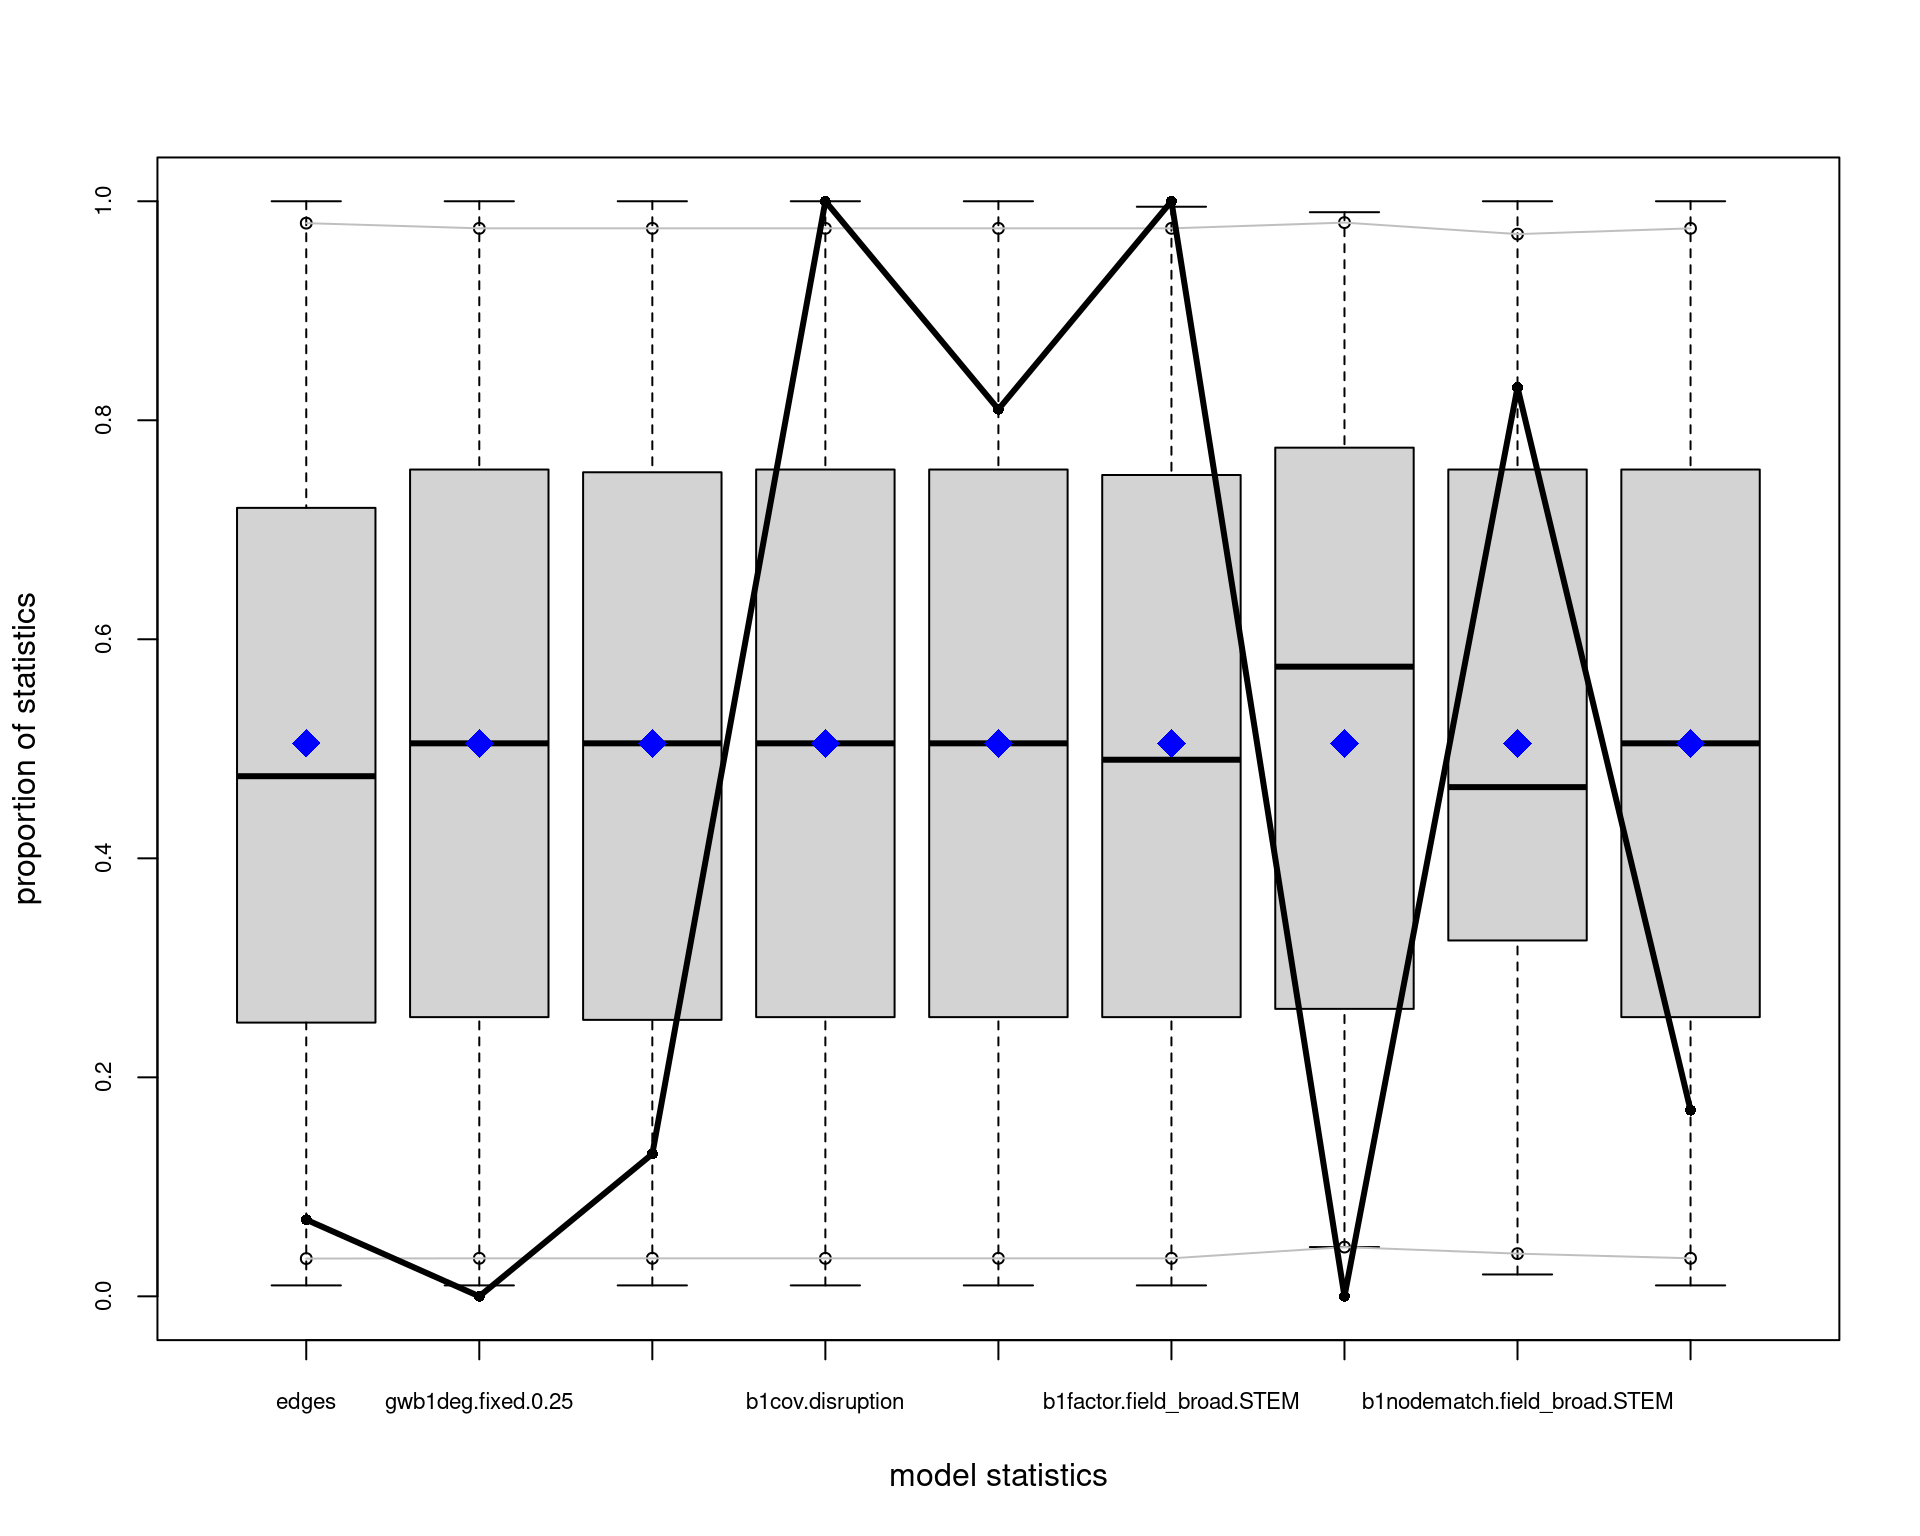 proportion of statistics
1.0
0.8
0.6
0.4
0.2
0.0
edges gwb1deg.fixed.0.25 b1cov.disruption b1factor.field_broad.STEM b1nodematch.field_broad.STEM
model statistics